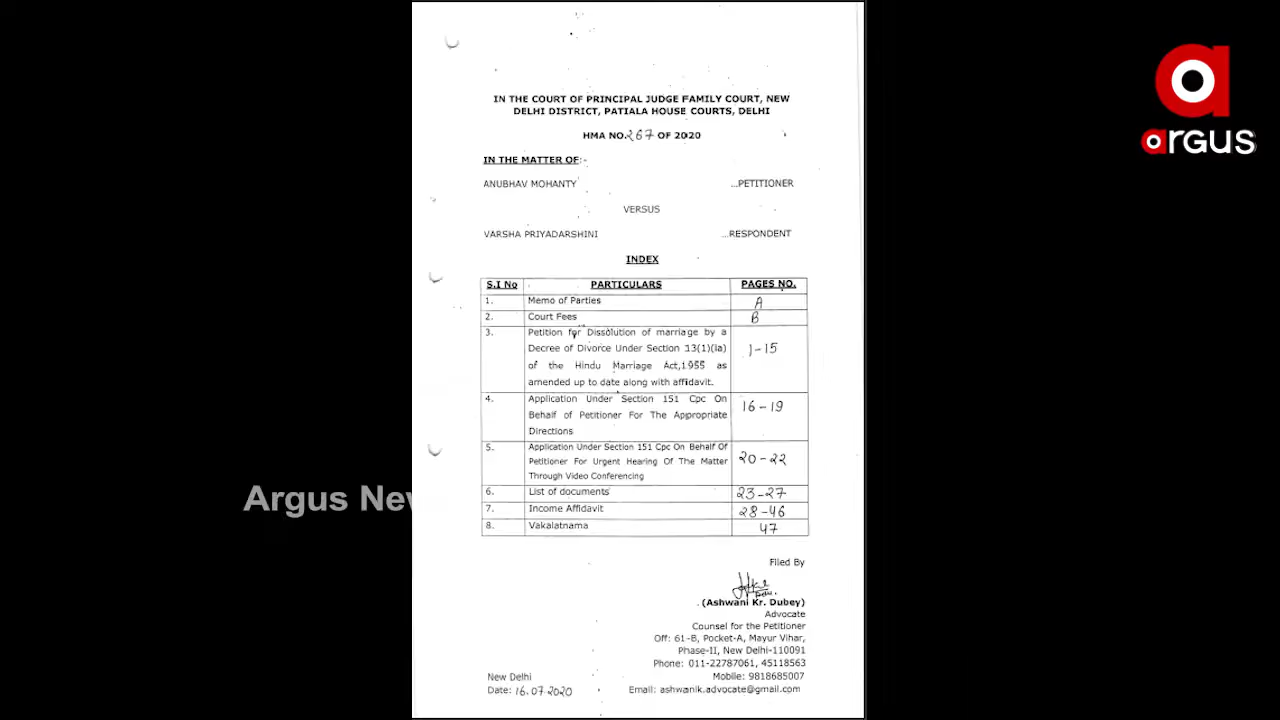 IN THE COURT OF PRINCIPAL JUDGE FAMILY COURT, NEW
DELHI DISTRICT, PATIALA HOUSE COURTS, DELHI
HMA NO.267 OF 2020
IN THE MATTER OF:-
ANUBHAV MOHANTY ...PETITIONER
VERSUS
VARSHA PRIYADARSHINI ...RESPONDENT
INDEX
S.I No PARTICULARS PAGES NO.
1. Memo of Parties A
2. Court Fees B
3. Petition for Dissolution of marriage by a
Decree of Divorce Under Section 13(1)(ia) 1-15
of the Hindu Marriage Act,1955 as
amended up to date along with affidavit.
4. Application Under Section 151 Cpc On 16-19
Behalf of Petitioner For The Appropriate
Directions
5. Application Under Section 151 Cpc On Behalf Of
Petitioner For Urgent Hearing Of The Matter 20-22
Through Video Conferencing
6. List of documents 23-27
7. Income Affidavit 28-46
8. Vakalatnama 47
Filed By
(Ashwani Kr. Dubey)
Advocate
Counsel for the Petitioner
Off: 61-B, Pocket-A, Mayur Vihar,
Phase-II, New Delhi-110091
Phone: 011-22787061, 45118563
New Delhi Mobile: 9818685007
Date: 16.07.2020 Email: ashwanik.advocate@gmail.com
argus
Argus New